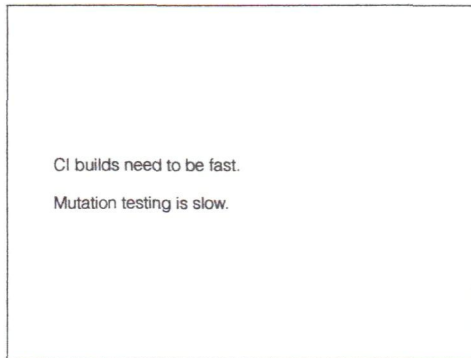 CI builds need to be fast.
Mutation testing is slow.